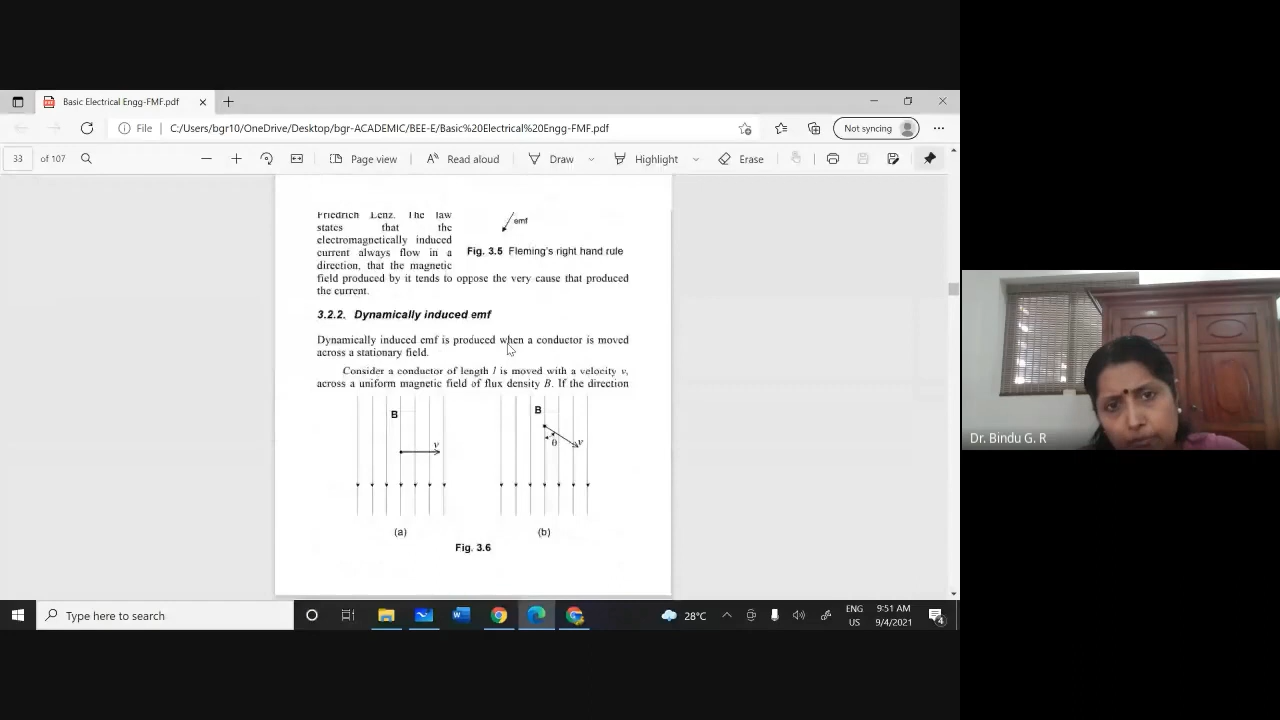 Basic Electrical Engg-FMF.pdf
File
C:/Users/bgr10/OneDrive/Desktop/bgr-ACADEMIC/BEE-E/Basic%20Electrical%20Engg-FMF.pdf
Not syncing
33 of 107
Page view
Read aloud
Draw
Highlight
Erase
Friedrich Lenz. The law
states that the
electromagnetically induced
current always flow in a
direction, that the magnetic
field produced by it tends to oppose the very cause that produced
the current.
emf
Fig. 3.5 Fleming's right hand rule
3.2.2. Dynamically induced emf
Dynamically induced emf is produced when a conductor is moved
across a stationary field.
Consider a conductor of length l is moved with a velocity v,
across a uniform magnetic field of flux density B. If the direction
B
v
(a)
B
θ
v
(b)
Fig. 3.6
Dr. Bindu G. R
Type here to search
28°C
ENG
US
9:51 AM
9/4/2021
4